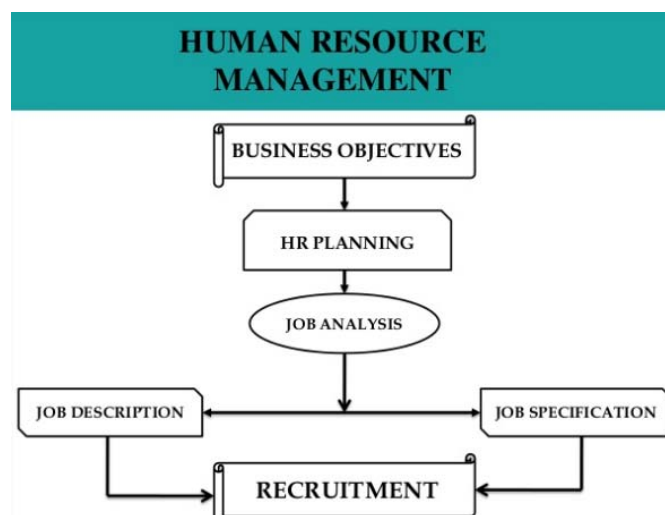 HUMAN RESOURCE
MANAGEMENT
BUSINESS OBJECTIVES
HR PLANNING
JOB ANALYSIS
JOB DESCRIPTION
JOB SPECIFICATION
RECRUITMENT